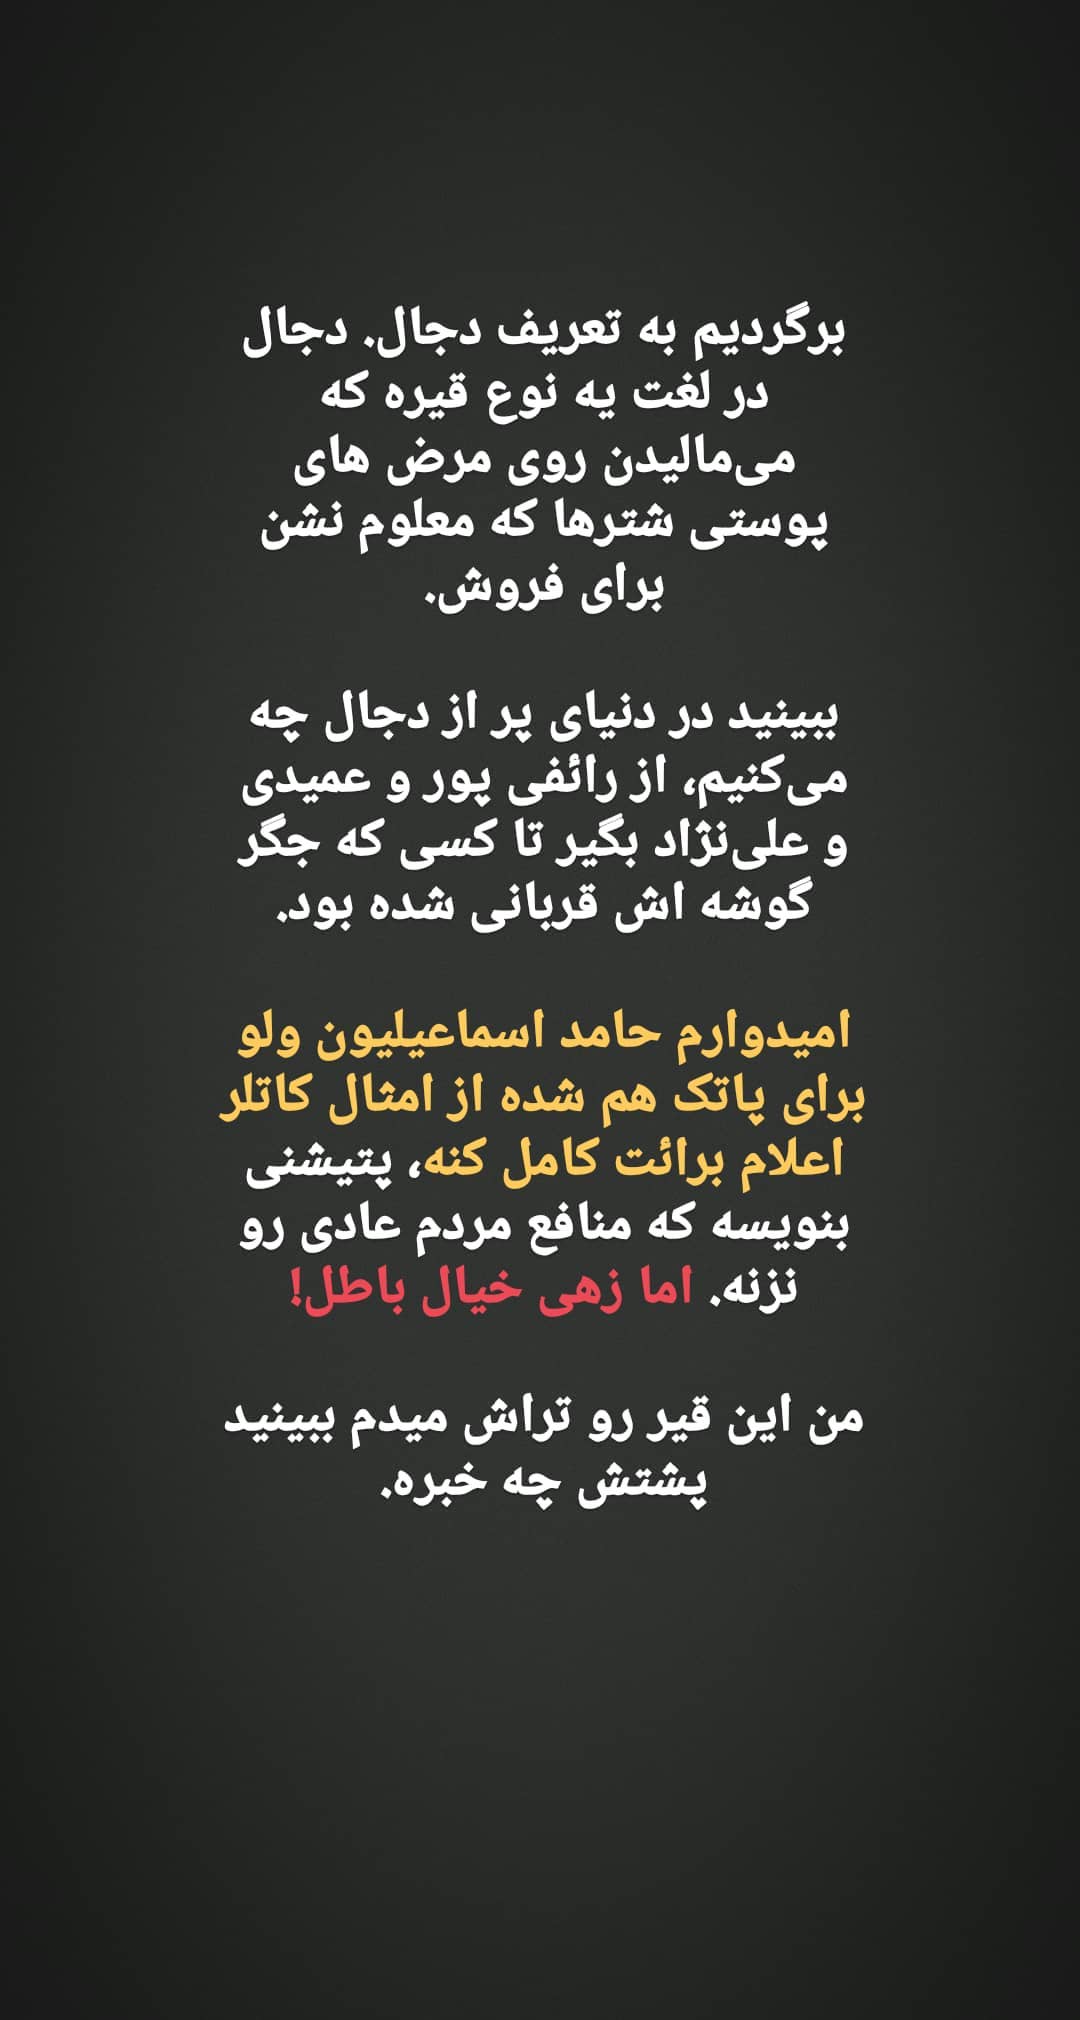 برگردیم به تعریف دجال. دجال
در لغت یه نوع قیره که
می‌مالیدن روی مرض های
پوستی شترها که معلوم نشن
برای فروش.
ببینید در دنیای پر از دجال چه
می‌کنیم، از رائفی پور و عمیدی
و علی‌نژاد بگیر تا کسی که جگر
گوشه اش قربانی شده بود.
امیدوارم حامد اسماعیلیون ولو
برای پاتک هم شده از امثال کاتلر
اعلام برائت کامل کنه، پتیشنی
بنویسه که منافع مردم عادی رو
نزنه. اما زهی خیال باطل!
من این قیر رو تراش میدم ببینید
پشتش چه خبره.